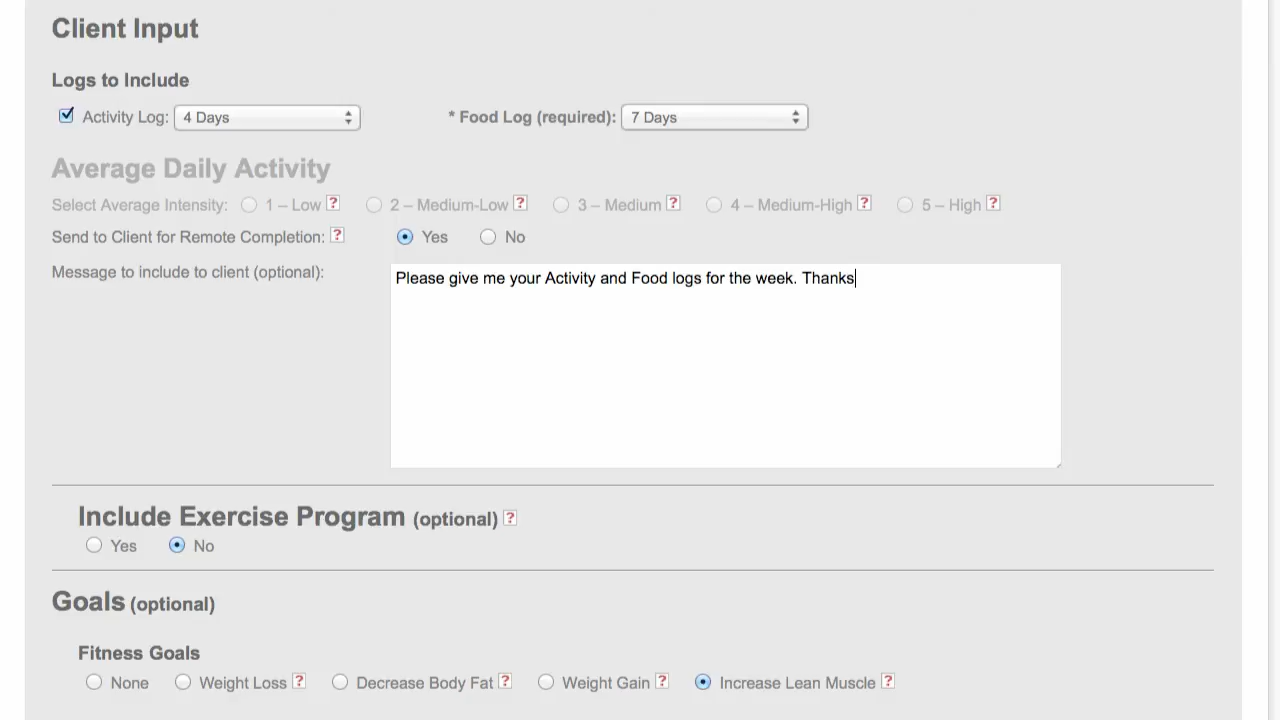 Client Input
Logs to Include
Activity Log: 4 Days * Food Log (required): 7 Days
Average Daily Activity
Select Average Intensity: 1 – Low ? 2 – Medium-Low ? 3 – Medium ? 4 – Medium-High ? 5 – High ?
Send to Client for Remote Completion: ? Yes No
Message to include to client (optional): Please give me your Activity and Food logs for the week. Thanks
Include Exercise Program (optional) ?
Yes No
Goals (optional)
Fitness Goals
None Weight Loss ? Decrease Body Fat ? Weight Gain ? Increase Lean Muscle ?